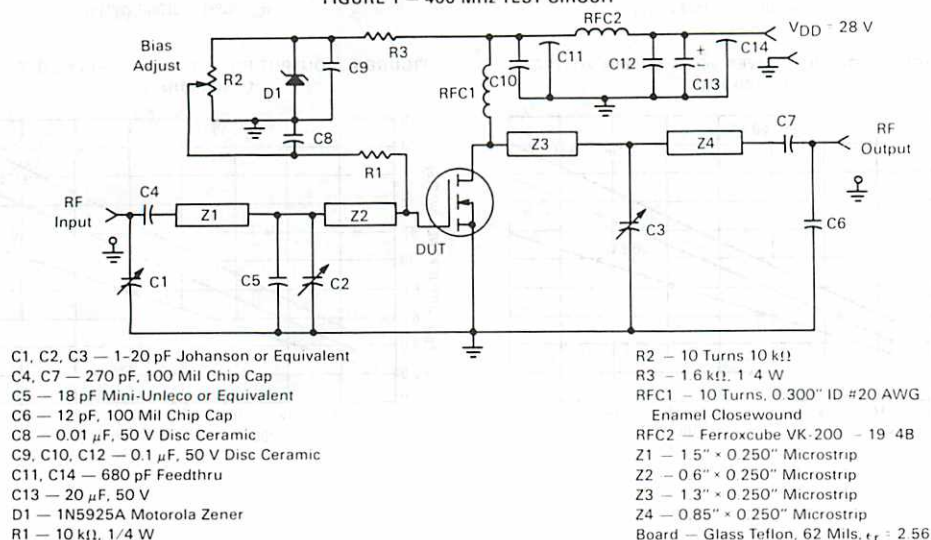 FIGURE 1 — 400 MHz TEST CIRCUIT
RFC2
VDD = 28 V
Bias
Adjust
R3
R2
D1
C9
C10
C11
C12
+
C13
C14
RFC1
C8
R1
Z3
Z4
C7
RF
Output
RF
Input
C4
Z1
Z2
DUT
C1
C5
C2
C3
C6
C1, C2, C3 — 1-20 pF Johanson or Equivalent
C4, C7 — 270 pF, 100 Mil Chip Cap
C5 — 18 pF Mini-Unleco or Equivalent
C6 — 12 pF, 100 Mil Chip Cap
C8 — 0.01 μF, 50 V Disc Ceramic
C9, C10, C12 — 0.1 μF, 50 V Disc Ceramic
C11, C14 — 680 pF Feedthru
C13 — 20 μF, 50 V
D1 — 1N5925A Motorola Zener
R1 — 10 kΩ, 1/4 W
R2 — 10 Turns 10 kΩ
R3 — 1.6 kΩ, 1/4 W
RFC1 — 10 Turns, 0.300" ID #20 AWG
Enamel Closewound
RFC2 — Ferroxcube VK-200 — 19/4B
Z1 — 1.5" × 0.250" Microstrip
Z2 — 0.6" × 0.250" Microstrip
Z3 — 1.3" × 0.250" Microstrip
Z4 — 0.85" × 0.250" Microstrip
Board — Glass Teflon, 62 Mils, εr = 2.56